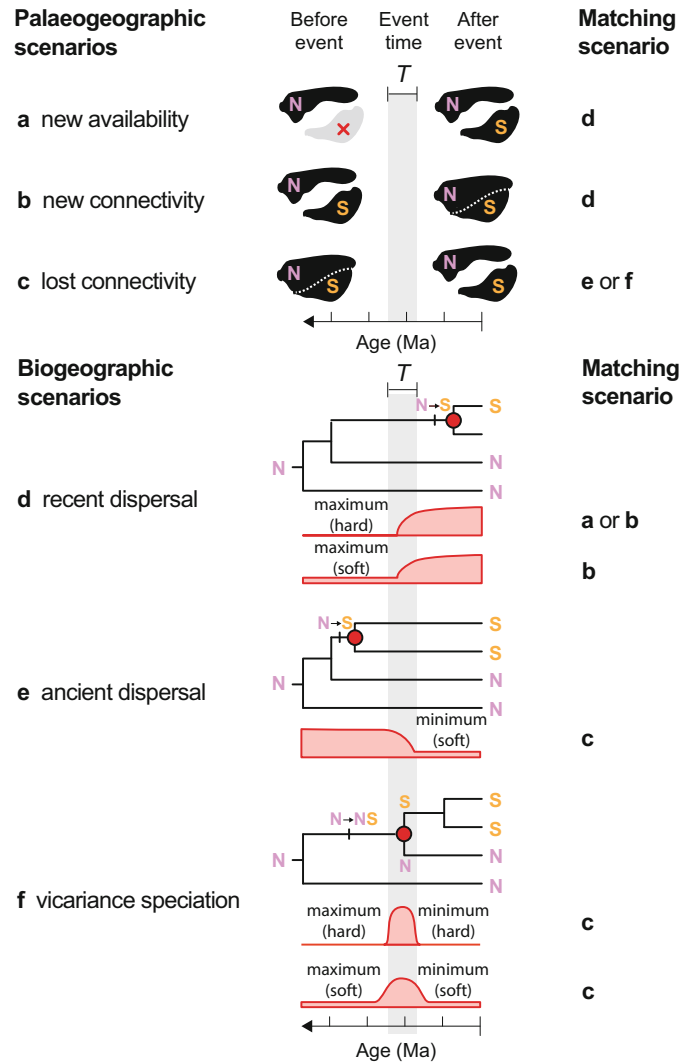 Palaeogeographic scenarios
Before event
Event time
After event
Matching scenario
T
a new availability
N
N
S
d
b new connectivity
N
S
N
S
d
c lost connectivity
N
S
N
S
e or f
Age (Ma)
Biogeographic scenarios
T
Matching scenario
N→S
S
N
N
N
d recent dispersal
maximum (hard)
a or b
maximum (soft)
b
N→S
S
S
N
N
N
e ancient dispersal
minimum (soft)
c
S
S
N→NS
S
N
N
N
N
f vicariance speciation
maximum (hard)
minimum (hard)
c
maximum (soft)
minimum (soft)
c
Age (Ma)